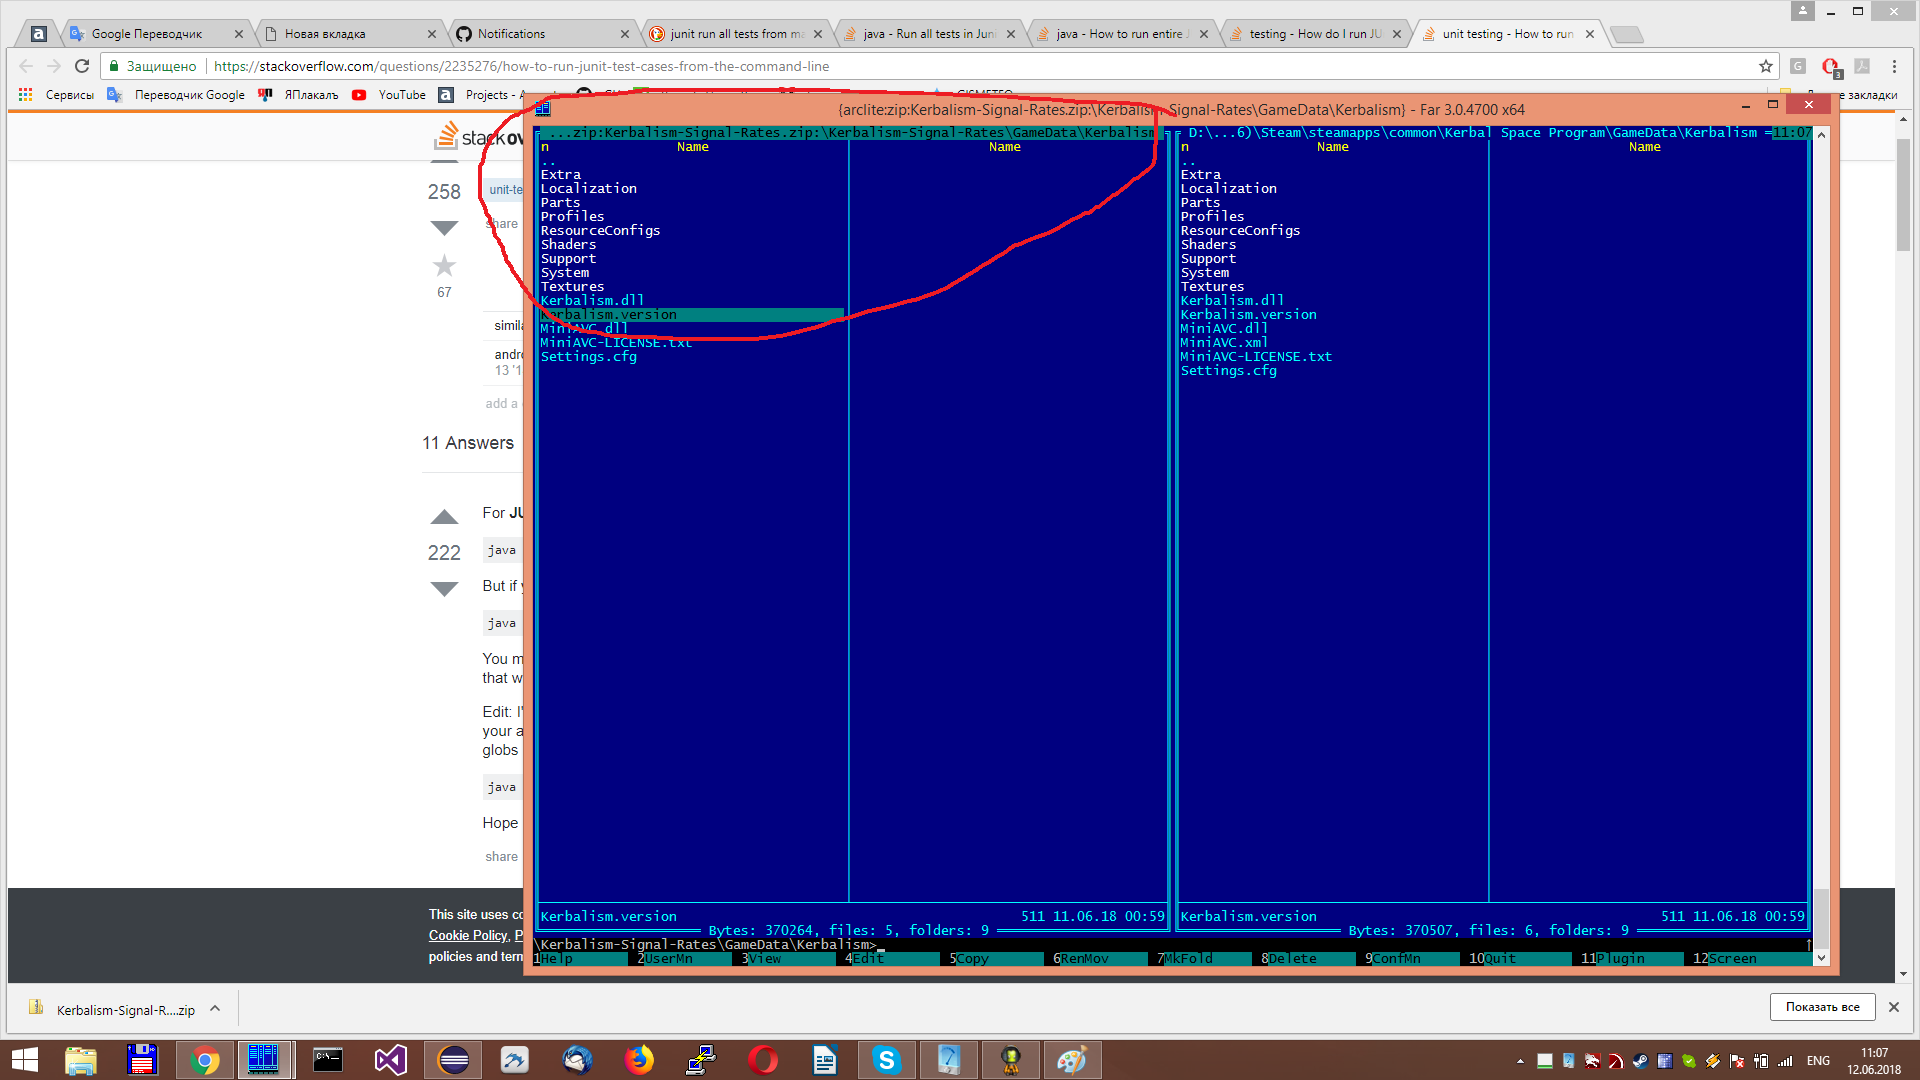 Google Переводчик
Новая вкладка
Notifications
junit run all tests from ma
java - Run all tests in Juni
java - How to run entire J
testing - How do I run JU
unit testing - How to run
Защищено https://stackoverflow.com/questions/2235276/how-to-run-junit-test-cases-from-the-command-line
3
Сервисы
Переводчик Google
ЯПлакалъ
YouTube
Projects - A
закладки
{arclite:zip:Kerbalism-Signal-Rates.zip:\Kerbalism-Signal-Rates\GameData\Kerbalism} - Far 3.0.4700 x64
...zip:Kerbalism-Signal-Rates.zip:\Kerbalism-Signal-Rates\GameData\Kerbalism
n Name Name
..
Extra
Localization
Parts
Profiles
ResourceConfigs
Shaders
Support
System
Textures
Kerbalism.dll
Kerbalism.version
MiniAVC.dll
MiniAVC-LICENSE.txt
Settings.cfg
Kerbalism.version 511 11.06.18 00:59
Bytes: 370264, files: 5, folders: 9
D:\...6)\Steam\steamapps\common\Kerbal Space Program\GameData\Kerbalism 11:07
n Name Name
..
Extra
Localization
Parts
Profiles
ResourceConfigs
Shaders
Support
System
Textures
Kerbalism.dll
Kerbalism.version
MiniAVC.dll
MiniAVC.xml
MiniAVC-LICENSE.txt
Settings.cfg
Kerbalism.version 511 11.06.18 00:59
Bytes: 370507, files: 6, folders: 9
\Kerbalism-Signal-Rates\GameData\Kerbalism>
1Help 2UserMn 3View 4Edit 5Copy 6RenMov 7MkFold 8Delete 9ConfMn 10Quit 11Plugin 12Screen
stackov
258
unit-te
share
67
simila
andro
13 '1
add a
11 Answers
For JU
222
java
But if y
java
You m
that w
Edit: I'
your a
globs
java
Hope
share
This site uses co
Cookie Policy, P
policies and term
Kerbalism-Signal-R....zip
Показать все
ENG
11:07
12.06.2018